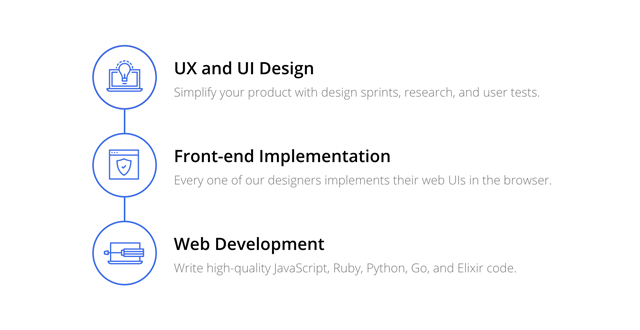 UX and UI Design
Simplify your product with design sprints, research, and user tests.
Front-end Implementation
Every one of our designers implements their web UIs in the browser.
Web Development
Write high-quality JavaScript, Ruby, Python, Go, and Elixir code.